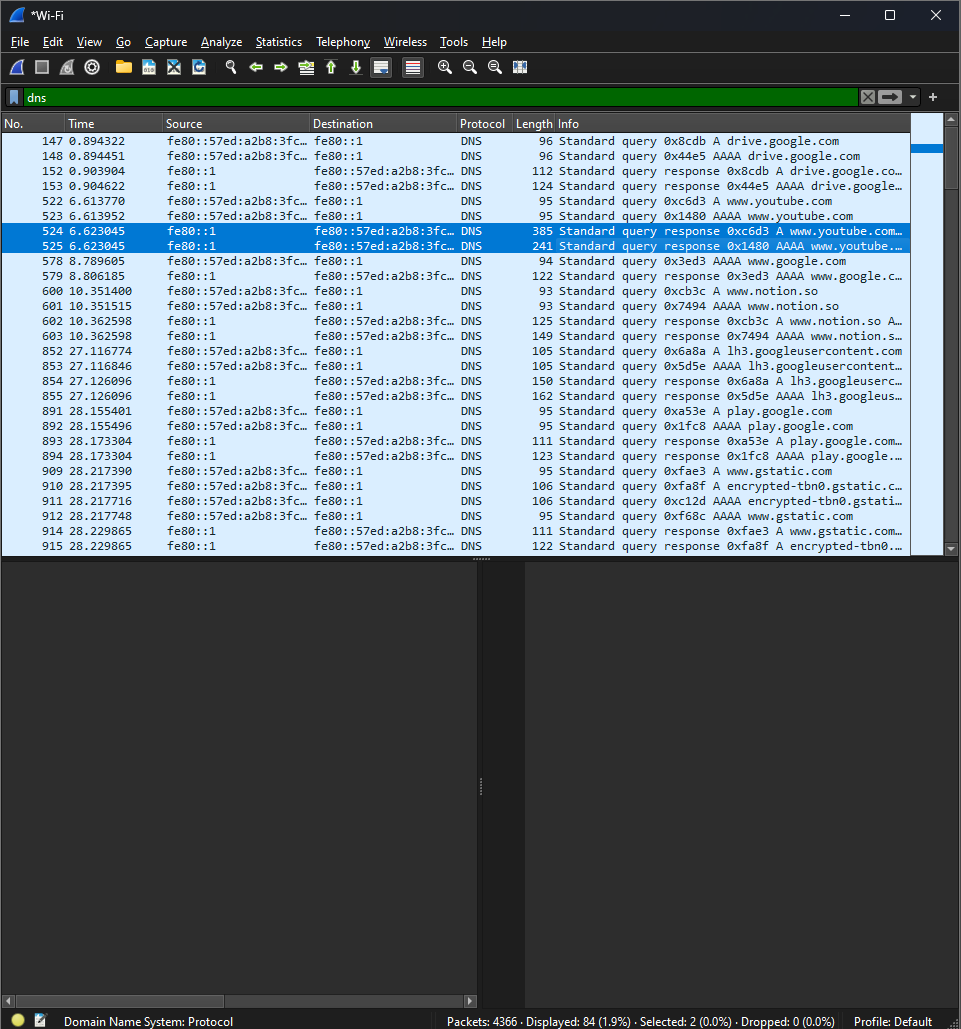 *Wi-Fi
File Edit View Go Capture Analyze Statistics Telephony Wireless Tools Help
dns
No. Time Source Destination Protocol Length Info
147 0.894322 fe80::57ed:a2b8:3fc… fe80::1 DNS 96 Standard query 0x8cdb A drive.google.com
148 0.894451 fe80::57ed:a2b8:3fc… fe80::1 DNS 96 Standard query 0x44e5 AAAA drive.google.com
152 0.903904 fe80::1 fe80::57ed:a2b8:3fc… DNS 112 Standard query response 0x8cdb A drive.google.co…
153 0.904622 fe80::1 fe80::57ed:a2b8:3fc… DNS 124 Standard query response 0x44e5 AAAA drive.google…
522 6.613770 fe80::57ed:a2b8:3fc… fe80::1 DNS 95 Standard query 0xc6d3 A www.youtube.com
523 6.613952 fe80::57ed:a2b8:3fc… fe80::1 DNS 95 Standard query 0x1480 AAAA www.youtube.com
524 6.623045 fe80::1 fe80::57ed:a2b8:3fc… DNS 385 Standard query response 0xc6d3 A www.youtube.com…
525 6.623045 fe80::1 fe80::57ed:a2b8:3fc… DNS 241 Standard query response 0x1480 AAAA www.youtube.…
578 8.789605 fe80::57ed:a2b8:3fc… fe80::1 DNS 94 Standard query 0x3ed3 A www.google.com
579 8.806185 fe80::1 fe80::57ed:a2b8:3fc… DNS 122 Standard query response 0x3ed3 A www.google.c…
600 10.351400 fe80::57ed:a2b8:3fc… fe80::1 DNS 93 Standard query 0xcb3c A www.notion.so
601 10.351515 fe80::57ed:a2b8:3fc… fe80::1 DNS 93 Standard query 0x7494 AAAA www.notion.so
602 10.362598 fe80::1 fe80::57ed:a2b8:3fc… DNS 125 Standard query response 0xcb3c A www.notion.so A…
603 10.362598 fe80::1 fe80::57ed:a2b8:3fc… DNS 149 Standard query response 0x7494 AAAA www.notion.s…
852 27.116774 fe80::57ed:a2b8:3fc… fe80::1 DNS 105 Standard query 0x6a8a A lh3.googleusercontent.com
853 27.116846 fe80::57ed:a2b8:3fc… fe80::1 DNS 105 Standard query 0x5d5e AAAA lh3.googleusercontent…
854 27.126096 fe80::1 fe80::57ed:a2b8:3fc… DNS 150 Standard query response 0x6a8a A lh3.googleuserc…
855 27.126096 fe80::1 fe80::57ed:a2b8:3fc… DNS 162 Standard query response 0x5d5e AAAA lh3.googleus…
891 28.155401 fe80::57ed:a2b8:3fc… fe80::1 DNS 95 Standard query 0xa53e A play.google.com
892 28.155496 fe80::57ed:a2b8:3fc… fe80::1 DNS 95 Standard query 0x1fc8 AAAA play.google.com
893 28.173304 fe80::1 fe80::57ed:a2b8:3fc… DNS 111 Standard query response 0xa53e A play.google.com…
894 28.173304 fe80::1 fe80::57ed:a2b8:3fc… DNS 123 Standard query response 0x1fc8 AAAA play.google.…
909 28.217390 fe80::57ed:a2b8:3fc… fe80::1 DNS 95 Standard query 0xfae3 A www.gstatic.com
910 28.217395 fe80::57ed:a2b8:3fc… fe80::1 DNS 106 Standard query 0xfa8f A encrypted-tbn0.gstatic.c…
911 28.217716 fe80::57ed:a2b8:3fc… fe80::1 DNS 106 Standard query 0xc12d AAAA encrypted-tbn0.gstati…
912 28.217748 fe80::57ed:a2b8:3fc… fe80::1 DNS 95 Standard query 0xf68c AAAA www.gstatic.com
914 28.229865 fe80::1 fe80::57ed:a2b8:3fc… DNS 111 Standard query response 0xfae3 A www.gstatic.com…
915 28.229865 fe80::1 fe80::57ed:a2b8:3fc… DNS 122 Standard query response 0xfa8f A encrypted-tbn0.…
Domain Name System: Protocol Packets: 4366 · Displayed: 84 (1.9%) · Selected: 2 (0.0%) · Dropped: 0 (0.0%) Profile: Default